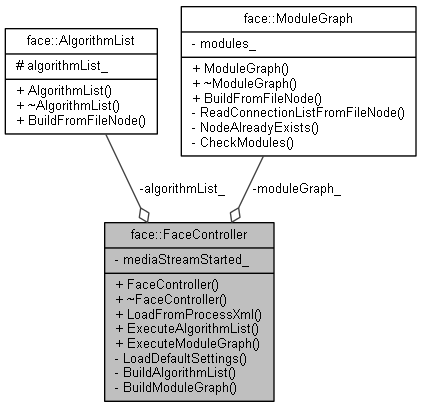 face::AlgorithmList
# algorithmList_
+ AlgorithmList()
+ ~AlgorithmList()
+ BuildFromFileNode()
face::ModuleGraph
- modules_
+ ModuleGraph()
+ ~ModuleGraph()
+ BuildFromFileNode()
- ReadConnectionListFromFileNode()
- NodeAlreadyExists()
- CheckModules()
-algorithmList_
-moduleGraph_
face::FaceController
- mediaStreamStarted_
+ FaceController()
+ ~FaceController()
+ LoadFromProcessXml()
+ ExecuteAlgorithmList()
+ ExecuteModuleGraph()
- LoadDefaultSettings()
- BuildAlgorithmList()
- BuildModuleGraph()